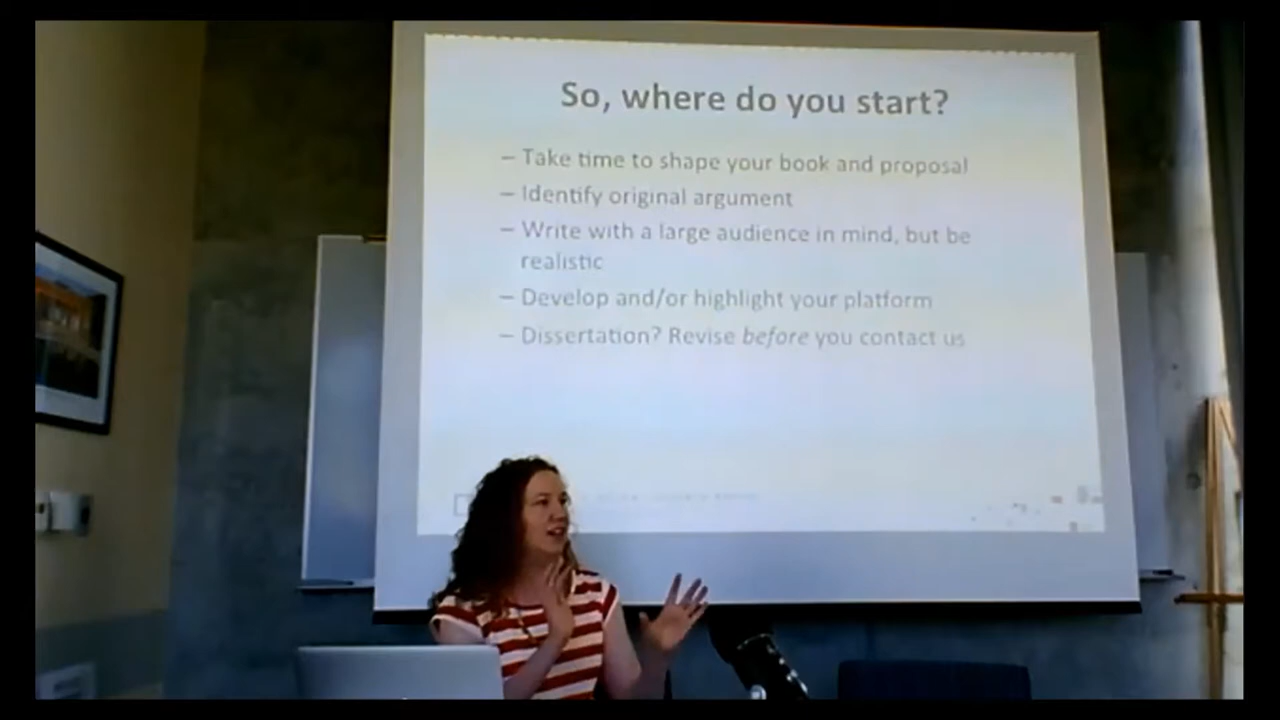 So, where do you start?
– Take time to shape your book and proposal
– Identify original argument
– Write with a large audience in mind, but be
realistic
– Develop and/or highlight your platform
– Dissertation? Revise before you contact us